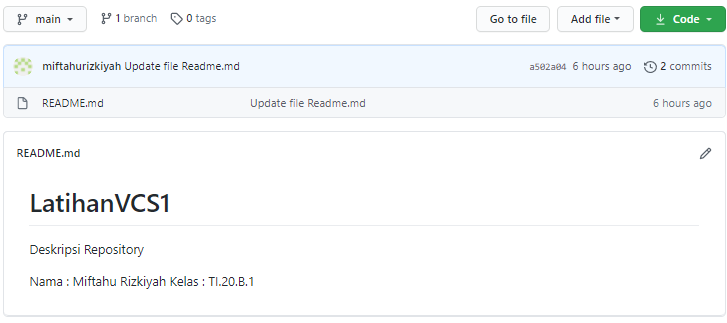 main 1 branch 0 tags Go to file Add file Code
miftahurizkiyah Update file Readme.md a502a04 6 hours ago 2 commits
README.md Update file Readme.md 6 hours ago
README.md
LatihanVCS1
Deskripsi Repository
Nama : Miftahu Rizkiyah Kelas : TI.20.B.1